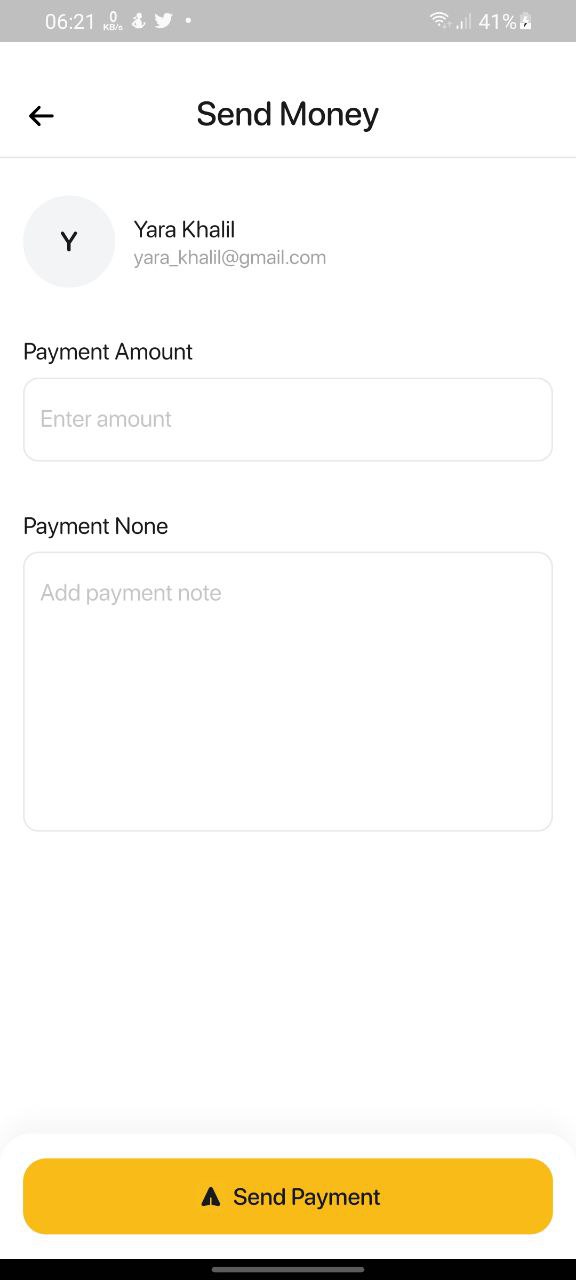 06:21 0 KB/s 41%
Send Money
Y
Yara Khalil
yara_khalil@gmail.com
Payment Amount
Enter amount
Payment None
Add payment note
Send Payment